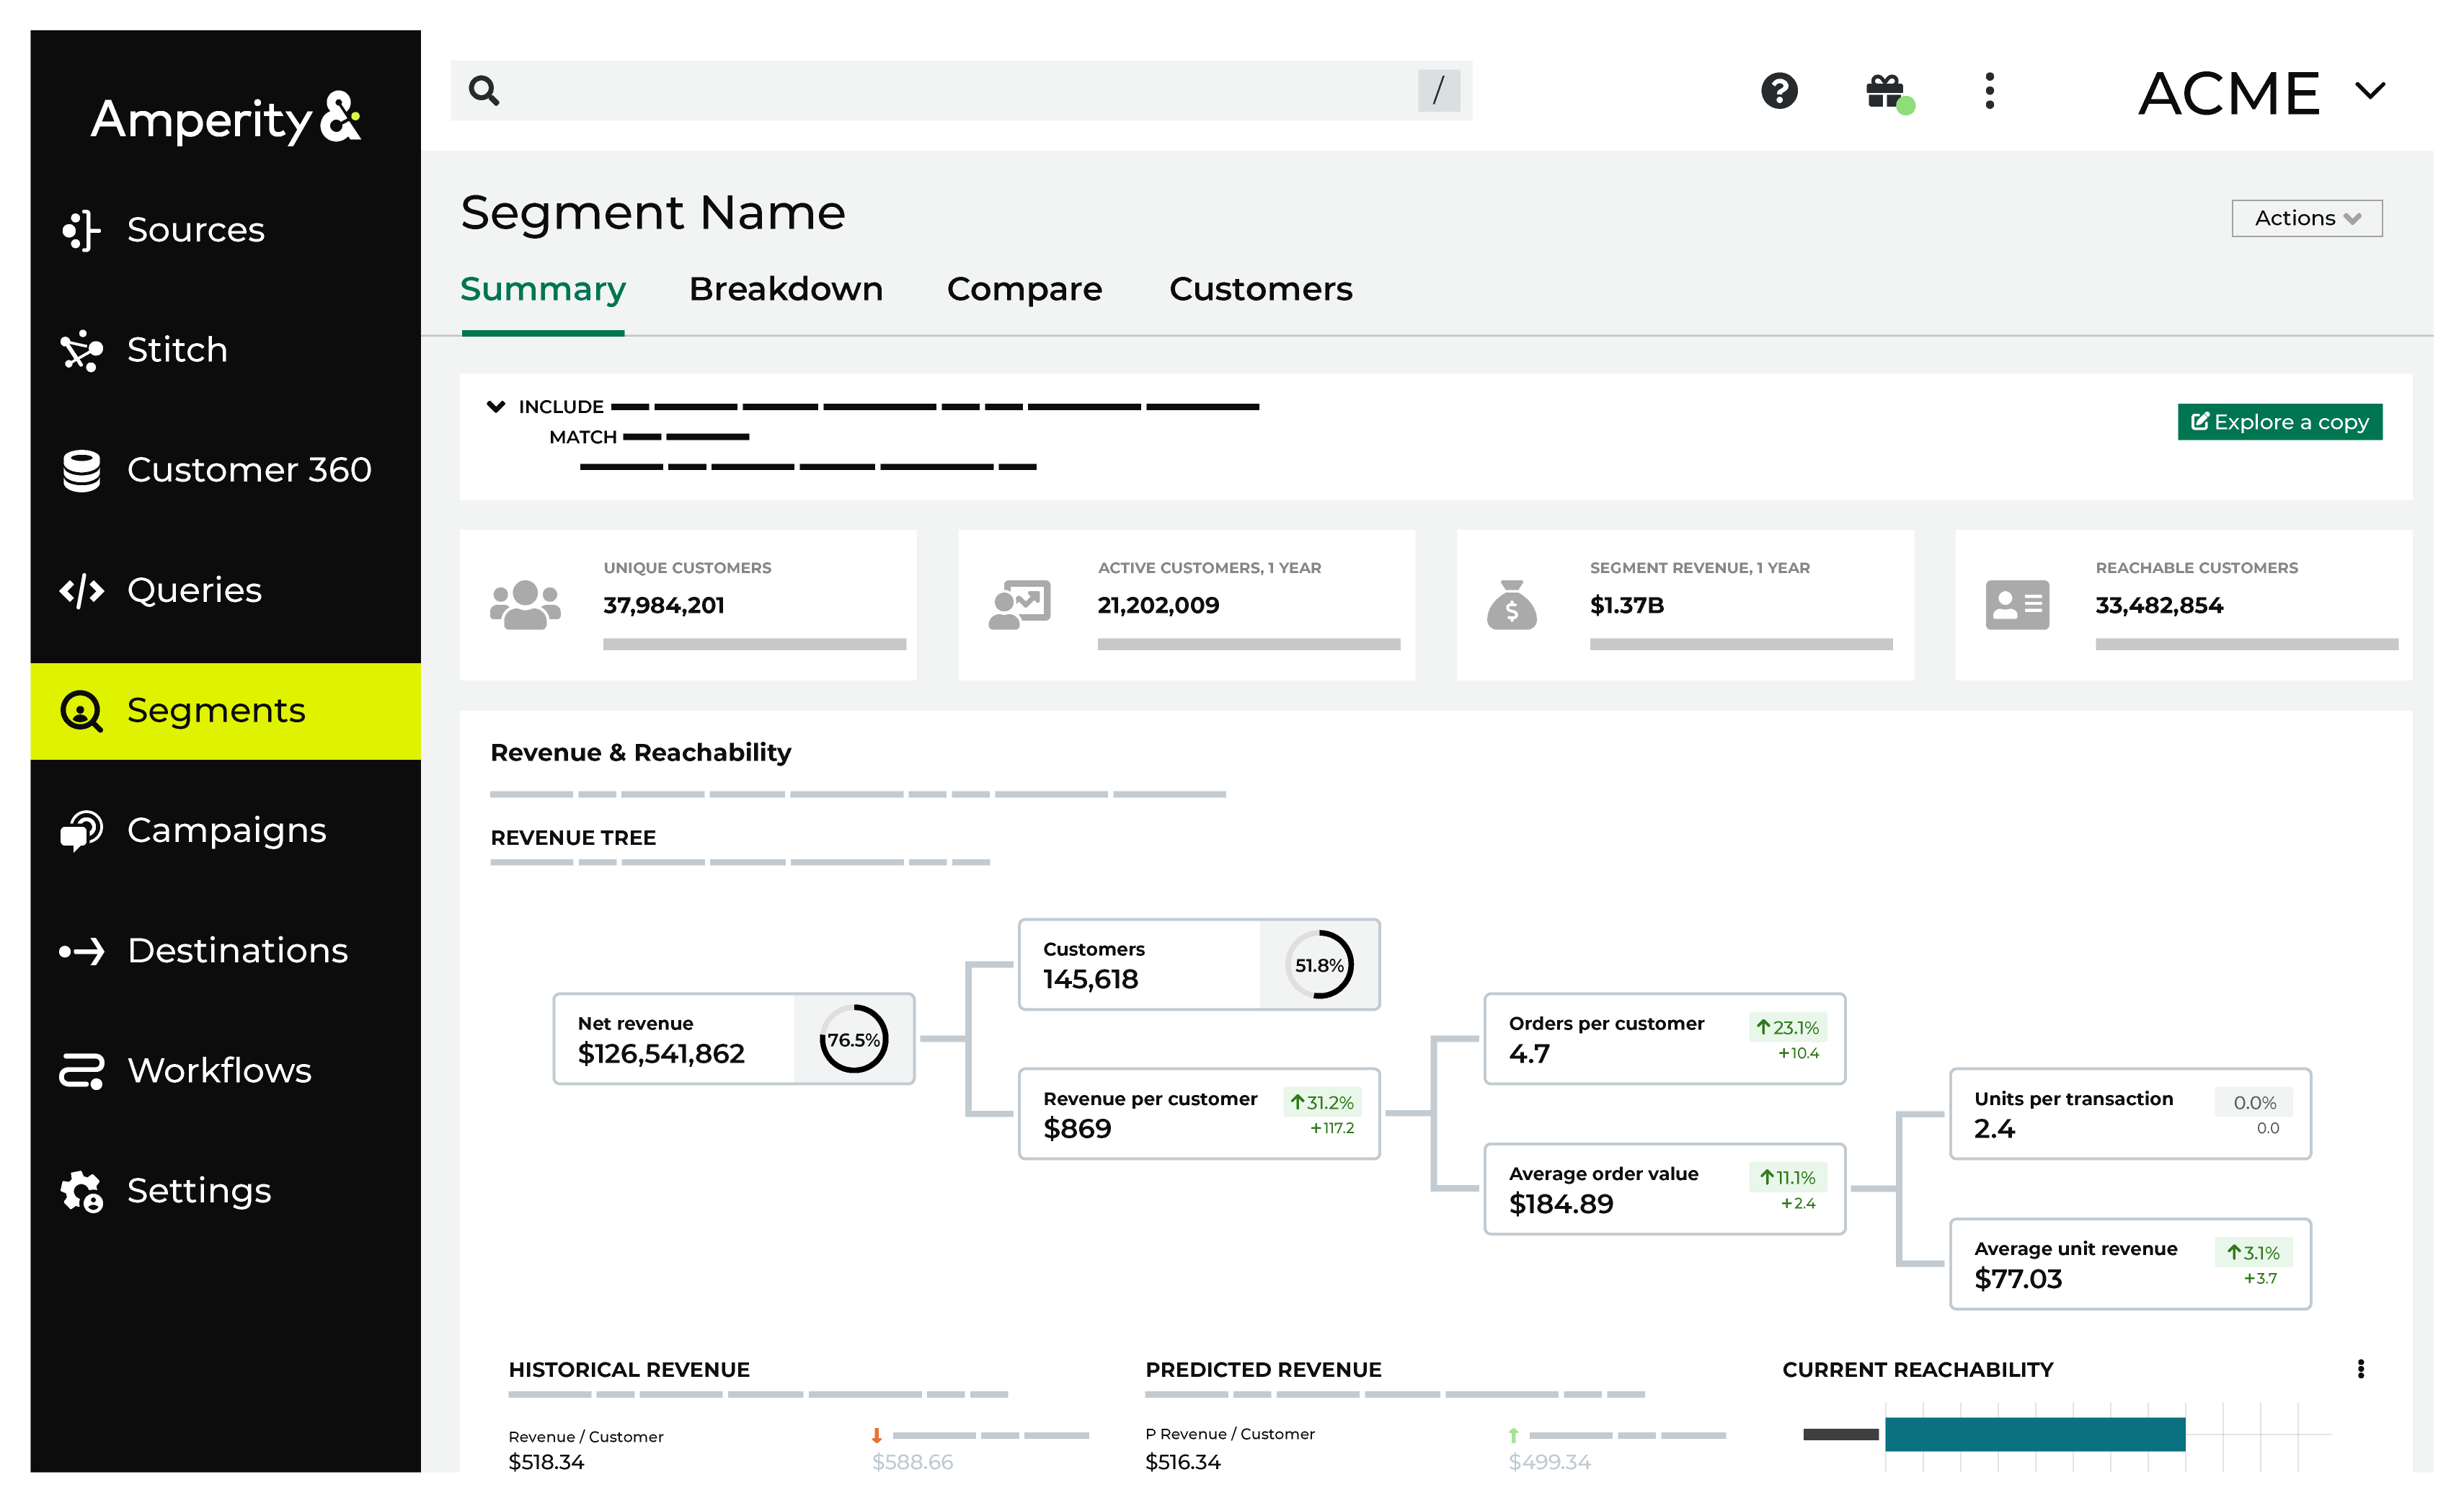 Amperity&
Sources
Stitch
Customer 360
Queries
Segments
Campaigns
Destinations
Workflows
Settings
/
?
ACME
Segment Name
Actions
Summary Breakdown Compare Customers
INCLUDE
MATCH
Explore a copy
UNIQUE CUSTOMERS
37,984,201
ACTIVE CUSTOMERS, 1 YEAR
21,202,009
$
SEGMENT REVENUE, 1 YEAR
$1.37B
REACHABLE CUSTOMERS
33,482,854
Revenue & Reachability
REVENUE TREE
Net revenue
$126,541,862
76.5%
Customers
145,618
51.8%
Revenue per customer
$869
31.2%
+117.2
Orders per customer
4.7
23.1%
+10.4
Average order value
$184.89
11.1%
+2.4
Units per transaction
2.4
0.0%
0.0
Average unit revenue
$77.03
3.1%
+3.7
HISTORICAL REVENUE
Revenue / Customer
$518.34
$588.66
PREDICTED REVENUE
P Revenue / Customer
$516.34
$499.34
CURRENT REACHABILITY